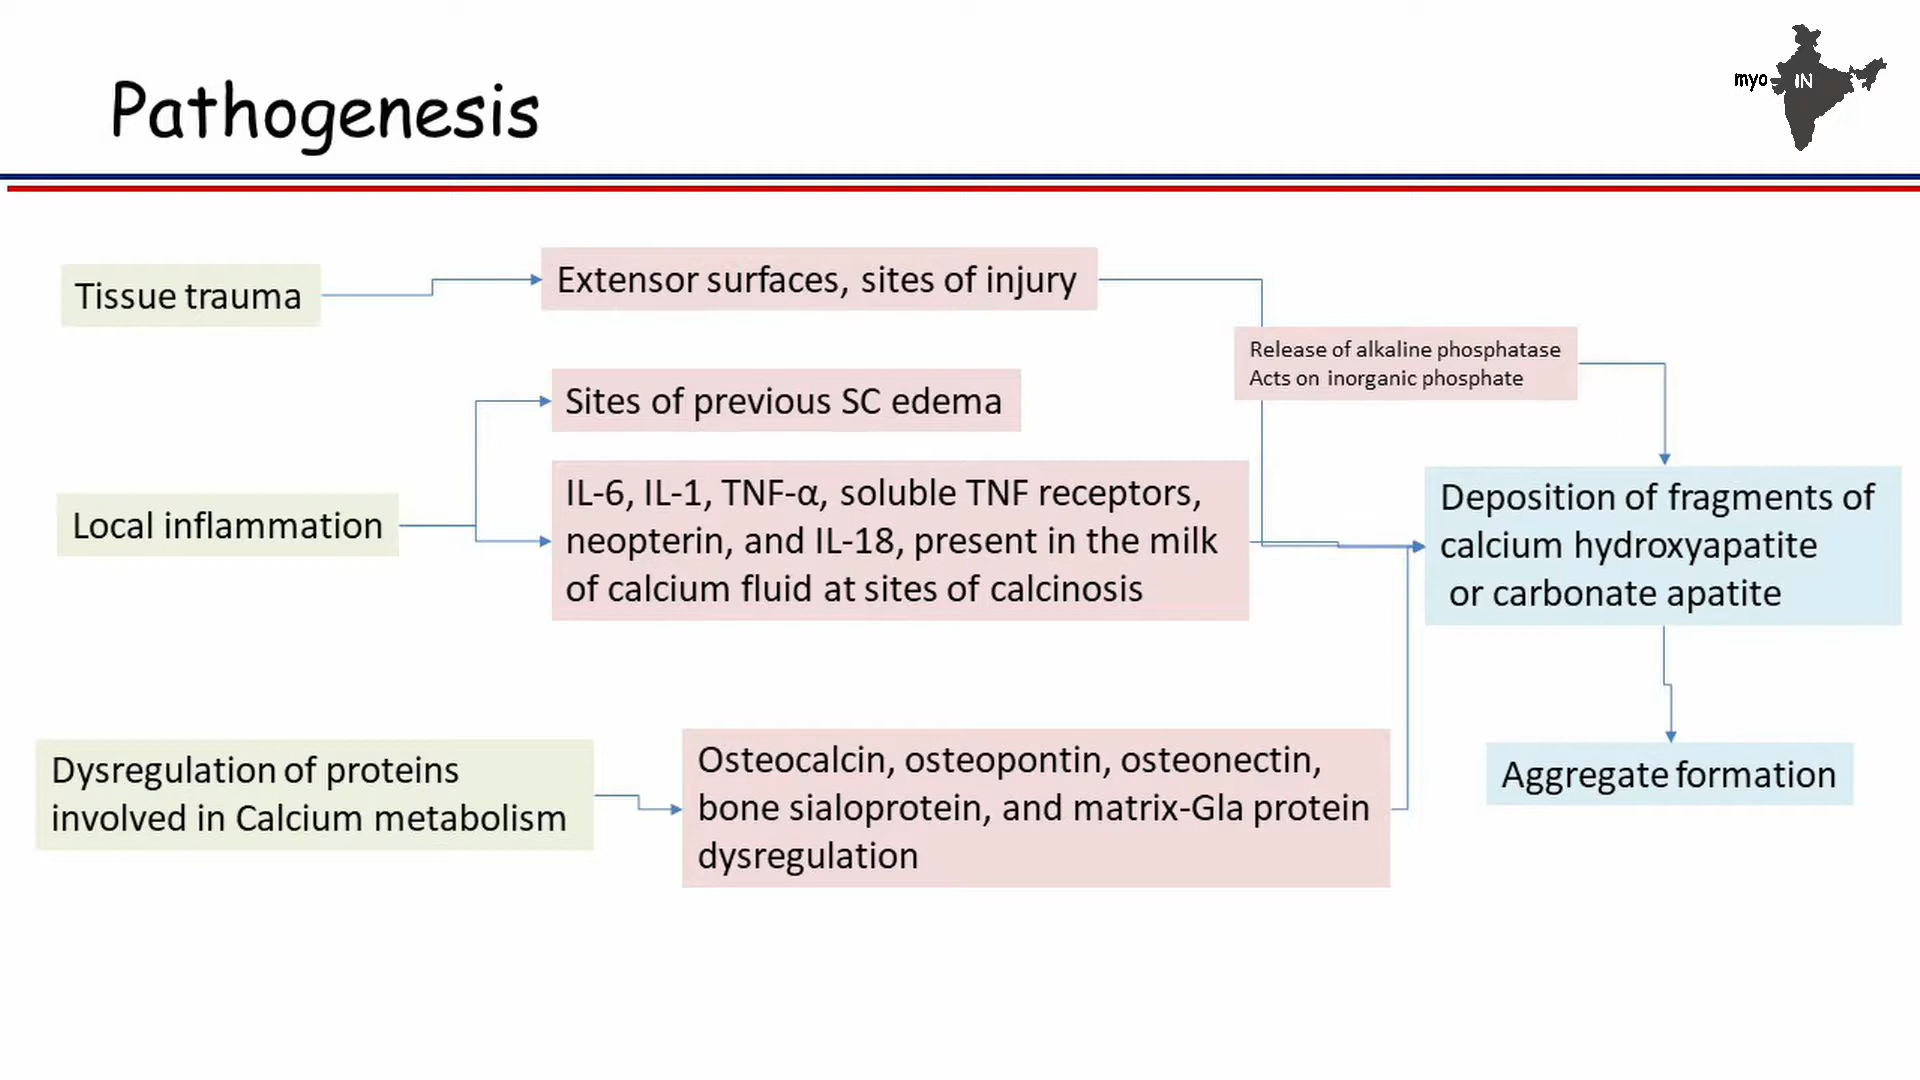 Pathogenesis
myo IN
Tissue trauma
Extensor surfaces, sites of injury
Release of alkaline phosphatase
Acts on inorganic phosphate
Sites of previous SC edema
Local inflammation
IL-6, IL-1, TNF-α, soluble TNF receptors,
neopterin, and IL-18, present in the milk
of calcium fluid at sites of calcinosis
Deposition of fragments of
calcium hydroxyapatite
or carbonate apatite
Dysregulation of proteins
involved in Calcium metabolism
Osteocalcin, osteopontin, osteonectin,
bone sialoprotein, and matrix-Gla protein
dysregulation
Aggregate formation